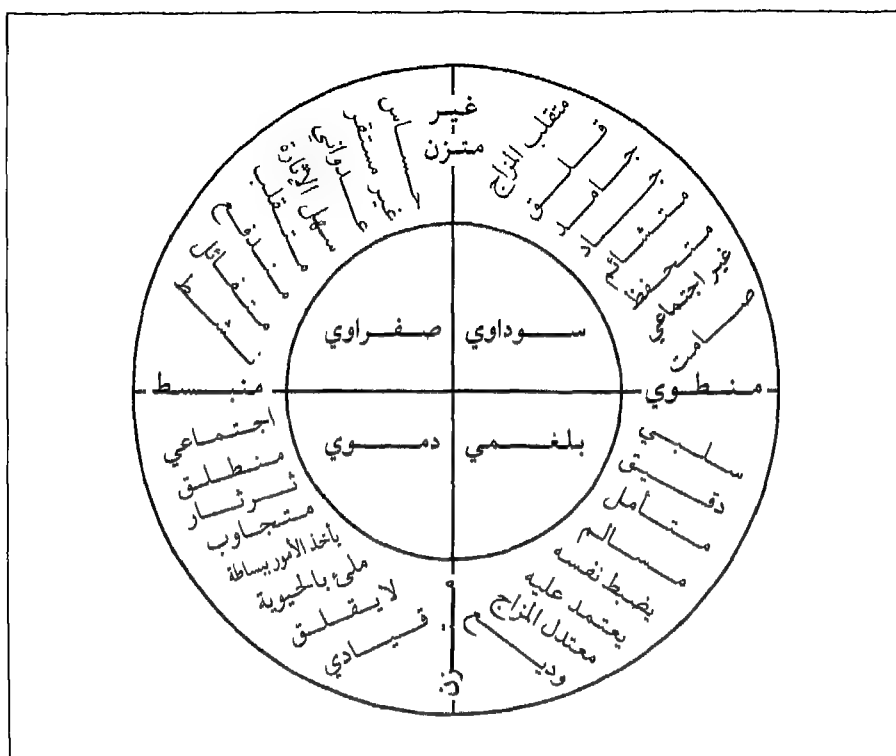 غير
متزن
متقلب المزاج
قلق
جامد
جاد
متشائم
متحفظ
غير اجتماعي
صامت
منطوي
سلبي
دقيق
متأمل
مسالم
يضبط نفسه
يعتمد عليه
معتدل المزاج
وديع
قيادي
لا يقلق
ملئ بالحيوية
يأخذ الأمور ببساطة
متجاوب
ثرثار
منطلق
اجتماعي
منبسط
نشط
متفائل
مندفع
متقلب
سهل الإثارة
عدواني
غير مستقر
حساس
سوداوي
صفراوي
بلغمي
دموي